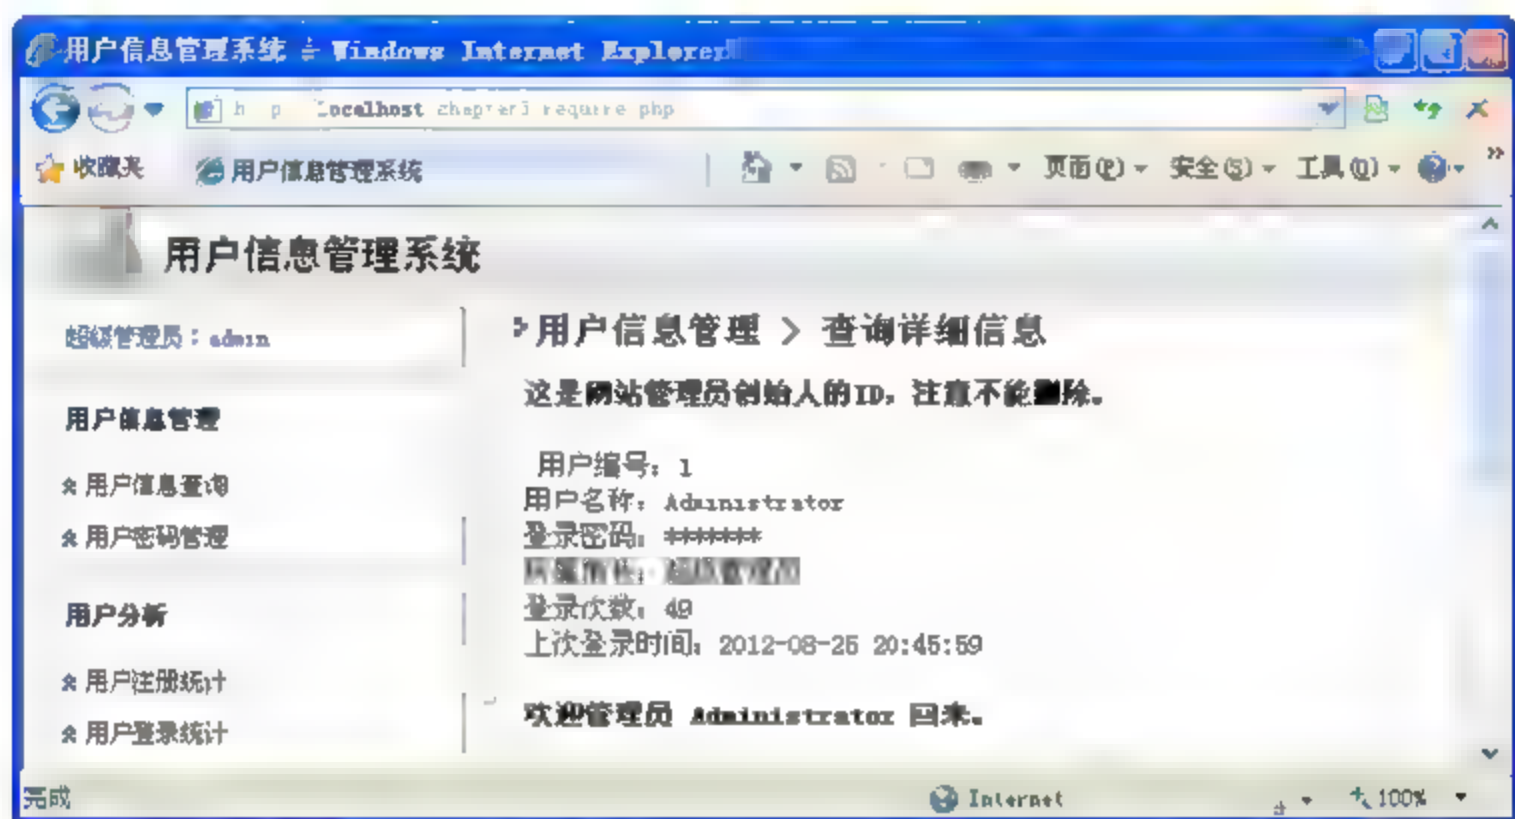 用户信息管理系统 - Windows Internet Explorer
localhost chapter3 require php
收藏夹 用户信息管理系统 页面(P) 安全(S) 工具(O)
用户信息管理系统
超级管理员：admin
用户信息管理
用户信息查询
用户密码管理
用户分析
用户注册统计
用户登录统计
用户信息管理 > 查询详细信息
这是网站管理员创始人的ID，注意不能删除。
用户编号：1
用户名称：Administrator
登录密码：*******
登录次数：49
上次登录时间：2012-08-25 20:45:59
欢迎管理员 Administrator 回来。
完成 Internet 100%